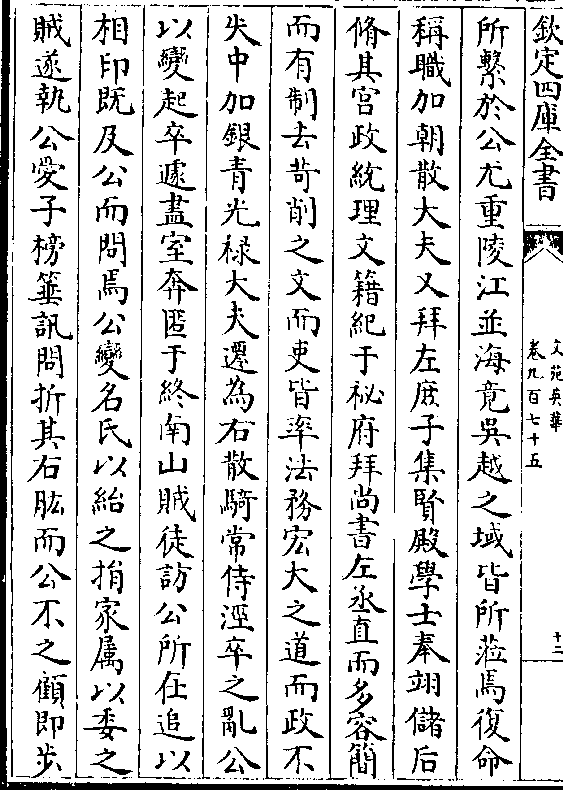 欽定四庫全書
文苑英華
卷九百七十五
十三
所繫於公尤重陵江並海竟吳越之域皆所蒞焉復命
稱職加朝散大夫又拜左庶子集賢殿學士奉翊儲后
脩其宮政統理文籍紀于祕府拜尚書左丞直而多容簡
而有制去苛削之文而吏皆率法務宏大之道而政不
失中加銀青光禄大夫遷為右散騎常侍涇卒之亂公
以變起卒遽盡室奔匿于終南山賊徒訪公所在追以
相印既及公而問焉公變名氏以紿之捐家屬以委之
賊遂執公愛子榜箠訊問折其右肱而公不之顧即步